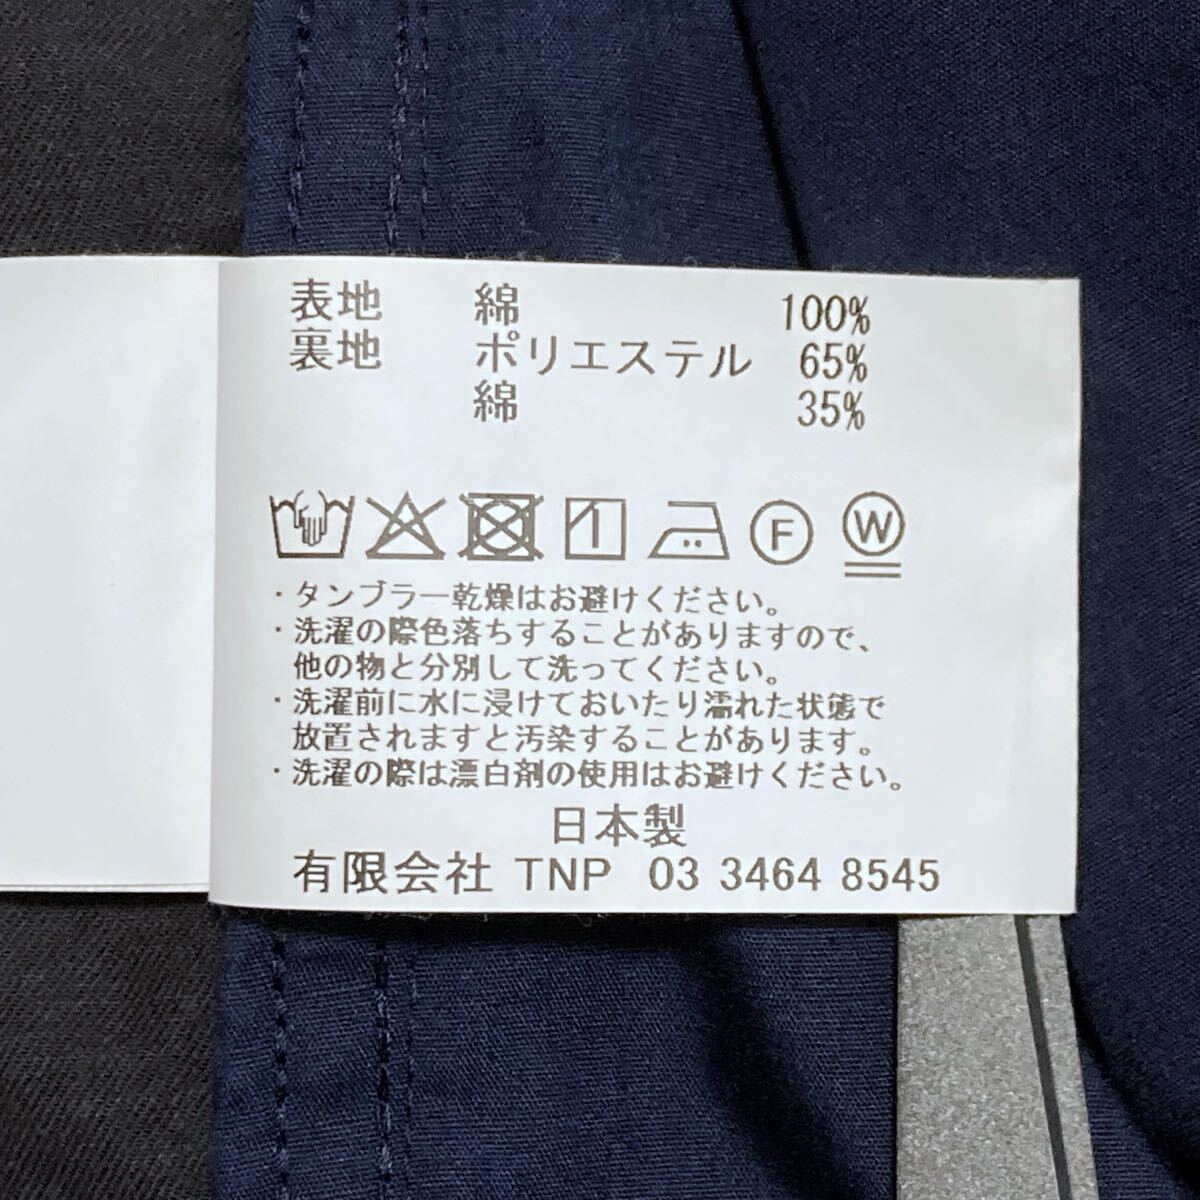 表地 綿 100%
裏地 ポリエステル 65%
綿 35%
F W
・タンブラー乾燥はお避けください。
・洗濯の際色落ちすることがありますので、
他の物と分別して洗ってください。
・洗濯前に水に浸けておいたり濡れた状態で
放置されますと汚染することがあります。
・洗濯の際は漂白剤の使用はお避けください。
日本製
有限会社 TNP 03 3464 8545